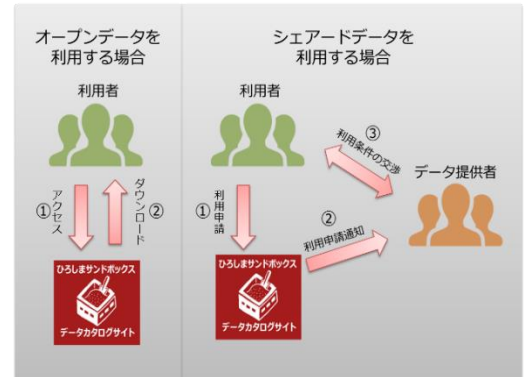 オープンデータを
利用する場合
利用者
①
アクセス
ダウンロード
②
ひろしまサンドボックス
データカタログサイト
シェアードデータを
利用する場合
利用者
③
利用条件の交渉
データ提供者
①
利用申請
②
利用申請通知
ひろしまサンドボックス
データカタログサイト